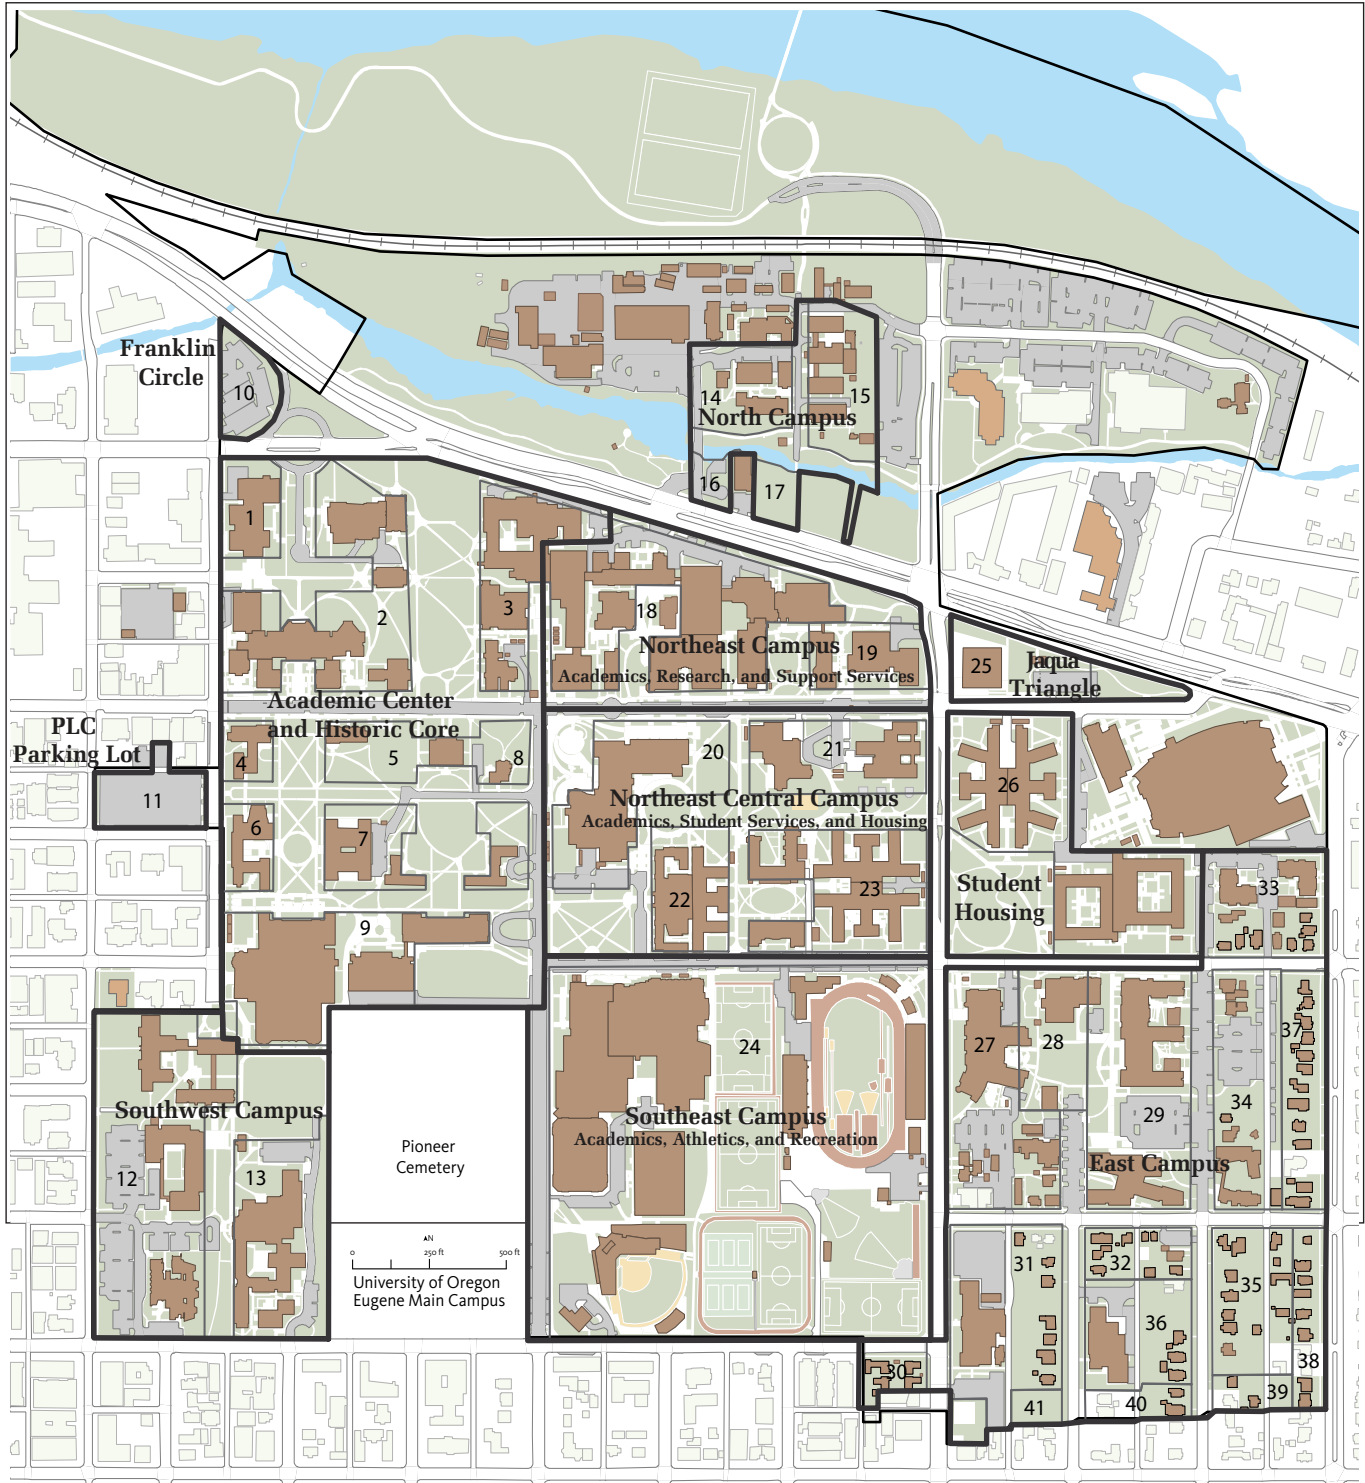 Franklin
Circle
10
14
15
North Campus
16
17
1
2
3
18
Northeast Campus
19
Academics, Research, and Support Services
25
Jaqua
Triangle
Academic Center
and Historic Core
PLC
Parking Lot
11
4
5
8
6
7
9
20
21
Northeast Central Campus
Academics, Student Services, and Housing
22
23
26
Student
Housing
33
24
27
28
37
29
34
Southwest Campus
12
13
Pioneer
Cemetery
Southeast Campus
Academics, Athletics, and Recreation
East Campus
N
0
250 ft
500 ft
University of Oregon
Eugene Main Campus
31
32
35
36
38
30
39
40
41